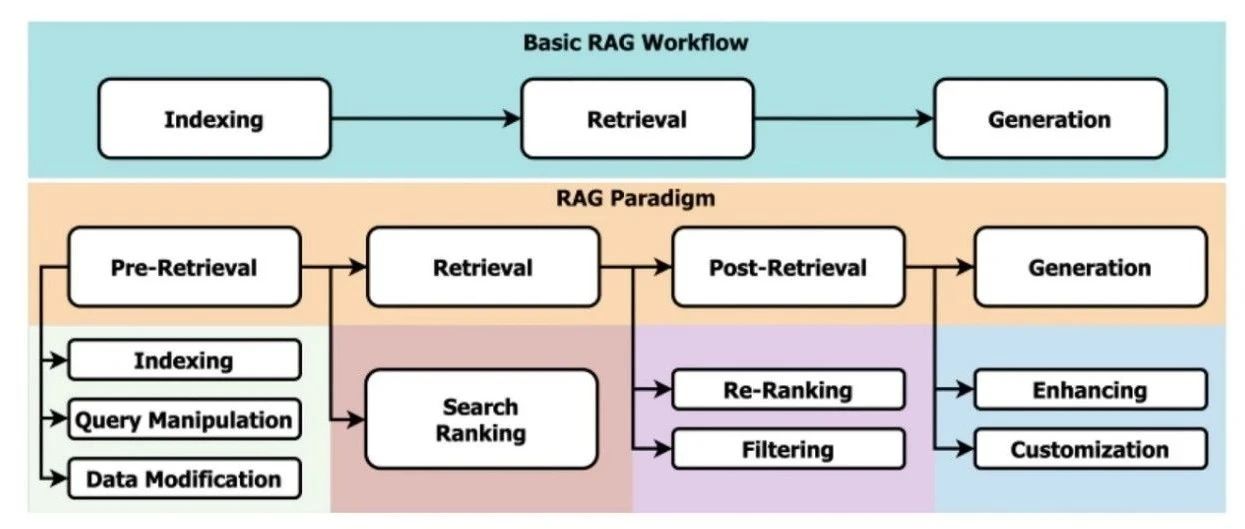 Basic RAG Workflow
Indexing
Retrieval
Generation
RAG Paradigm
Pre-Retrieval
Retrieval
Post-Retrieval
Generation
Indexing
Query Manipulation
Data Modification
Search
Ranking
Re-Ranking
Filtering
Enhancing
Customization